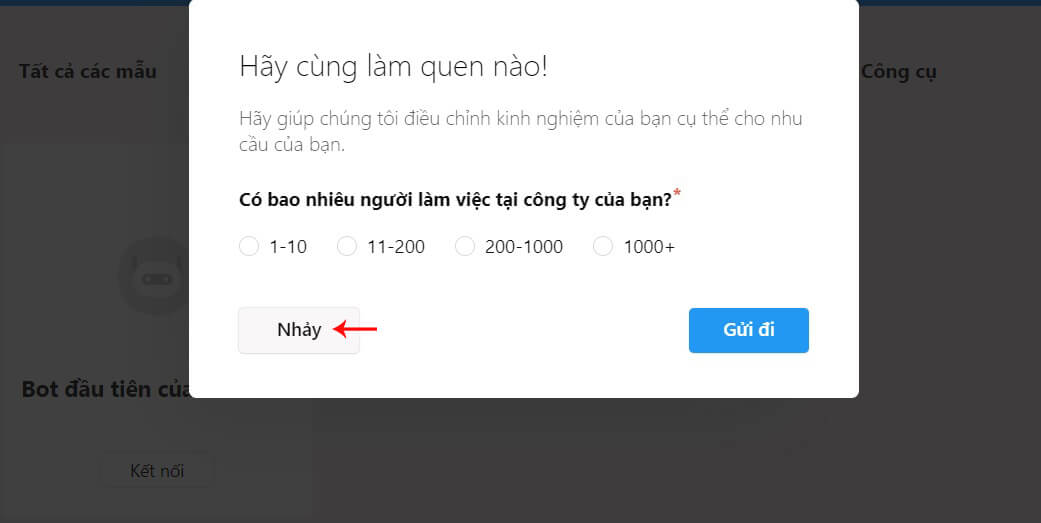 Tất cả các mẫu
Công cụ
Hãy cùng làm quen nào!
Hãy giúp chúng tôi điều chỉnh kinh nghiệm của bạn cụ thể cho nhu
cầu của bạn.
Có bao nhiêu người làm việc tại công ty của bạn?*
1-10 11-200 200-1000 1000+
Nhảy
Gửi đi
Bot đầu tiên của
Kết nối